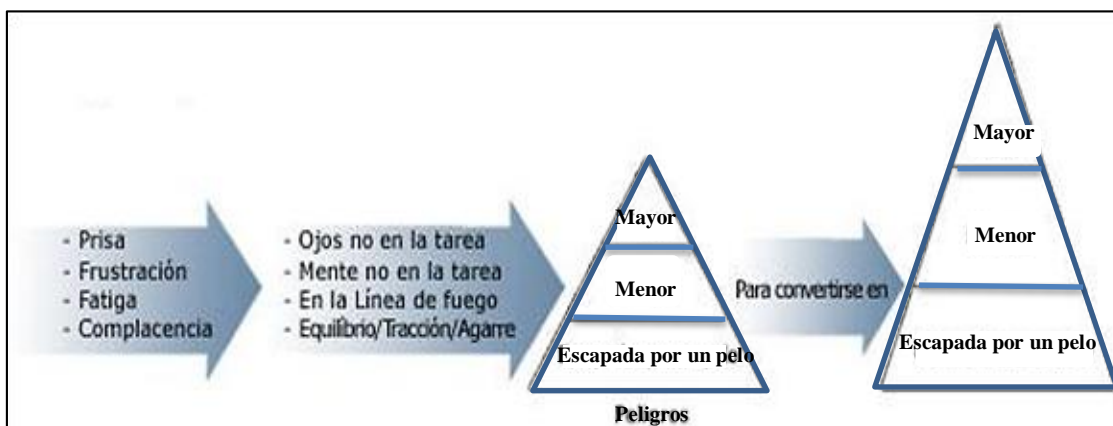 - Prisa
- Frustración
- Fatiga
- Complacencia
- Ojos no en la tarea
- Mente no en la tarea
- En la Línea de fuego
- Equilíbrio/Tracción/Agarre
Mayor
Menor
Escapada por un pelo
Peligros
Para convertirse en
Mayor
Menor
Escapada por un pelo